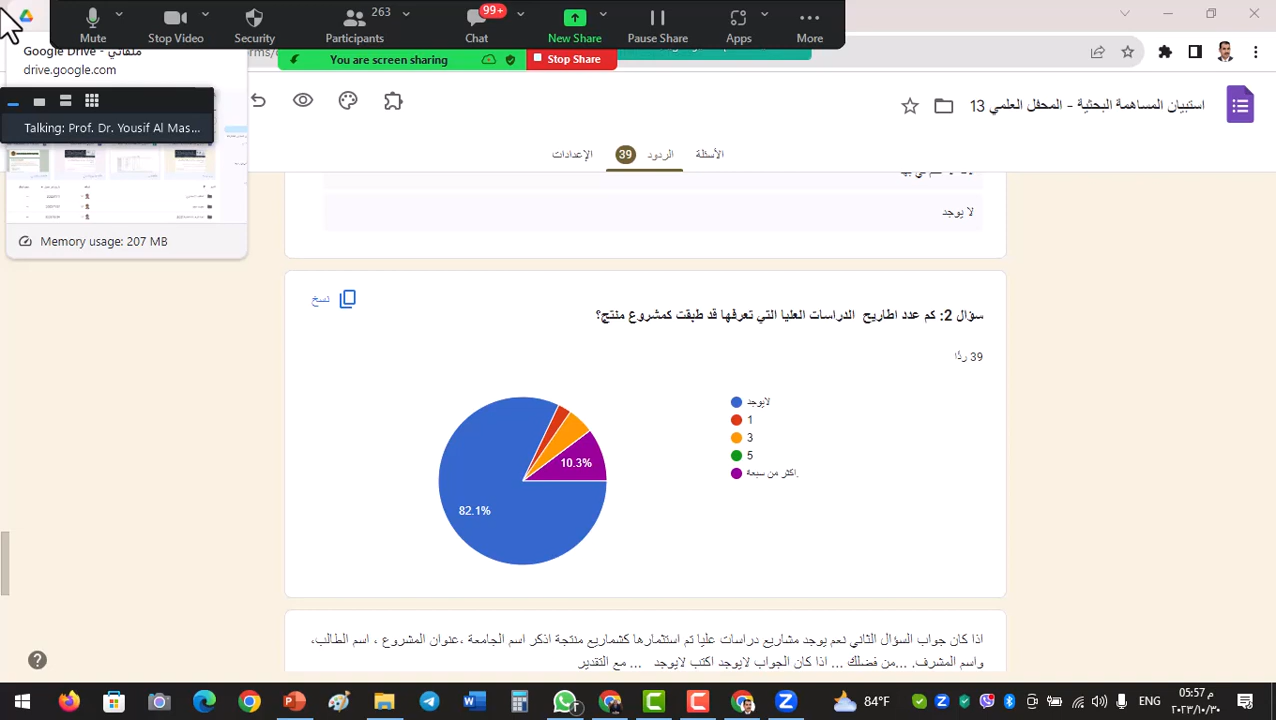 Mute
Stop Video
Security
Participants
263
Chat
99+
New Share
Pause Share
Apps
More
You are screen sharing
Stop Share
Google Drive - ملفاتي
drive.google.com
Talking: Prof. Dr. Yousif Al Mas...
Memory usage: 207 MB
استبيان المساهمة البحثية - المحفل العلمي 13
الأسئلة
الردود
39
الإعدادات
لا يوجد
نسخ
سؤال 2: كم عدد اطاريح الدراسات العليا التي تعرفها قد طبقت كمشروع منتج؟
39 ردًّا
لايوجد
1
3
5
اكثر من سبعة.
10.3%
82.1%
اذا كان جواب السؤال الثاني نعم يوجد مشاريع دراسات عليا تم استثمارها كشماريع منتجة اذكر اسم الجامعة ،عنوان المشروع ، اسم الطالب،
واسم المشرف. ...من فضلك ... اذا كان الجواب لايوجد اكتب لايوجد ... مع التقدير
84°F
ENG
05:57 م
٢٠٢٣/١٠/٣٠